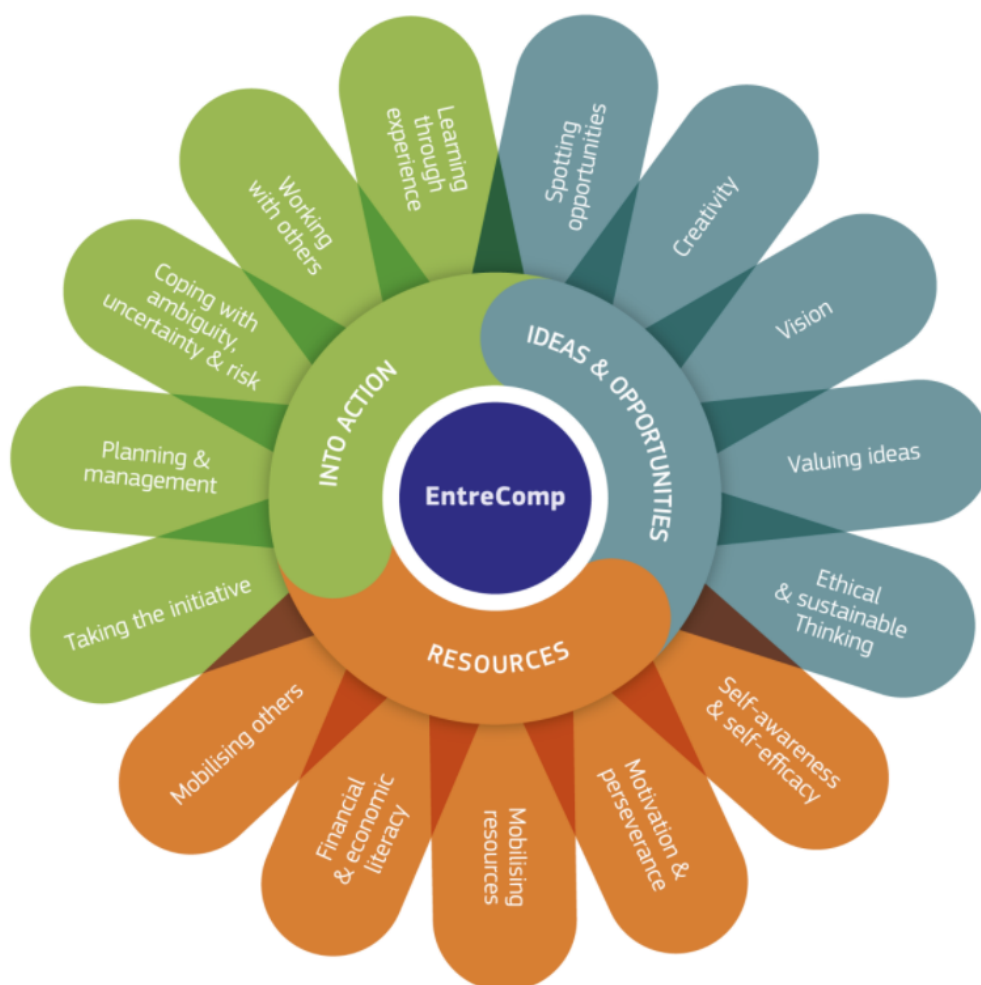 EntreComp
IDEAS & OPPORTUNITIES
Spotting
opportunities
Creativity
Vision
Valuing ideas
Ethical
& sustainable
Thinking
RESOURCES
Self-awareness
& self-efficacy
Motivation &
perseverance
Mobilising
resources
Financial
& economic
literacy
Mobilising others
INTO ACTION
Taking the initiative
Planning &
management
Coping with
ambiguity,
uncertainty & risk
Working
with others
Learning
through
experience